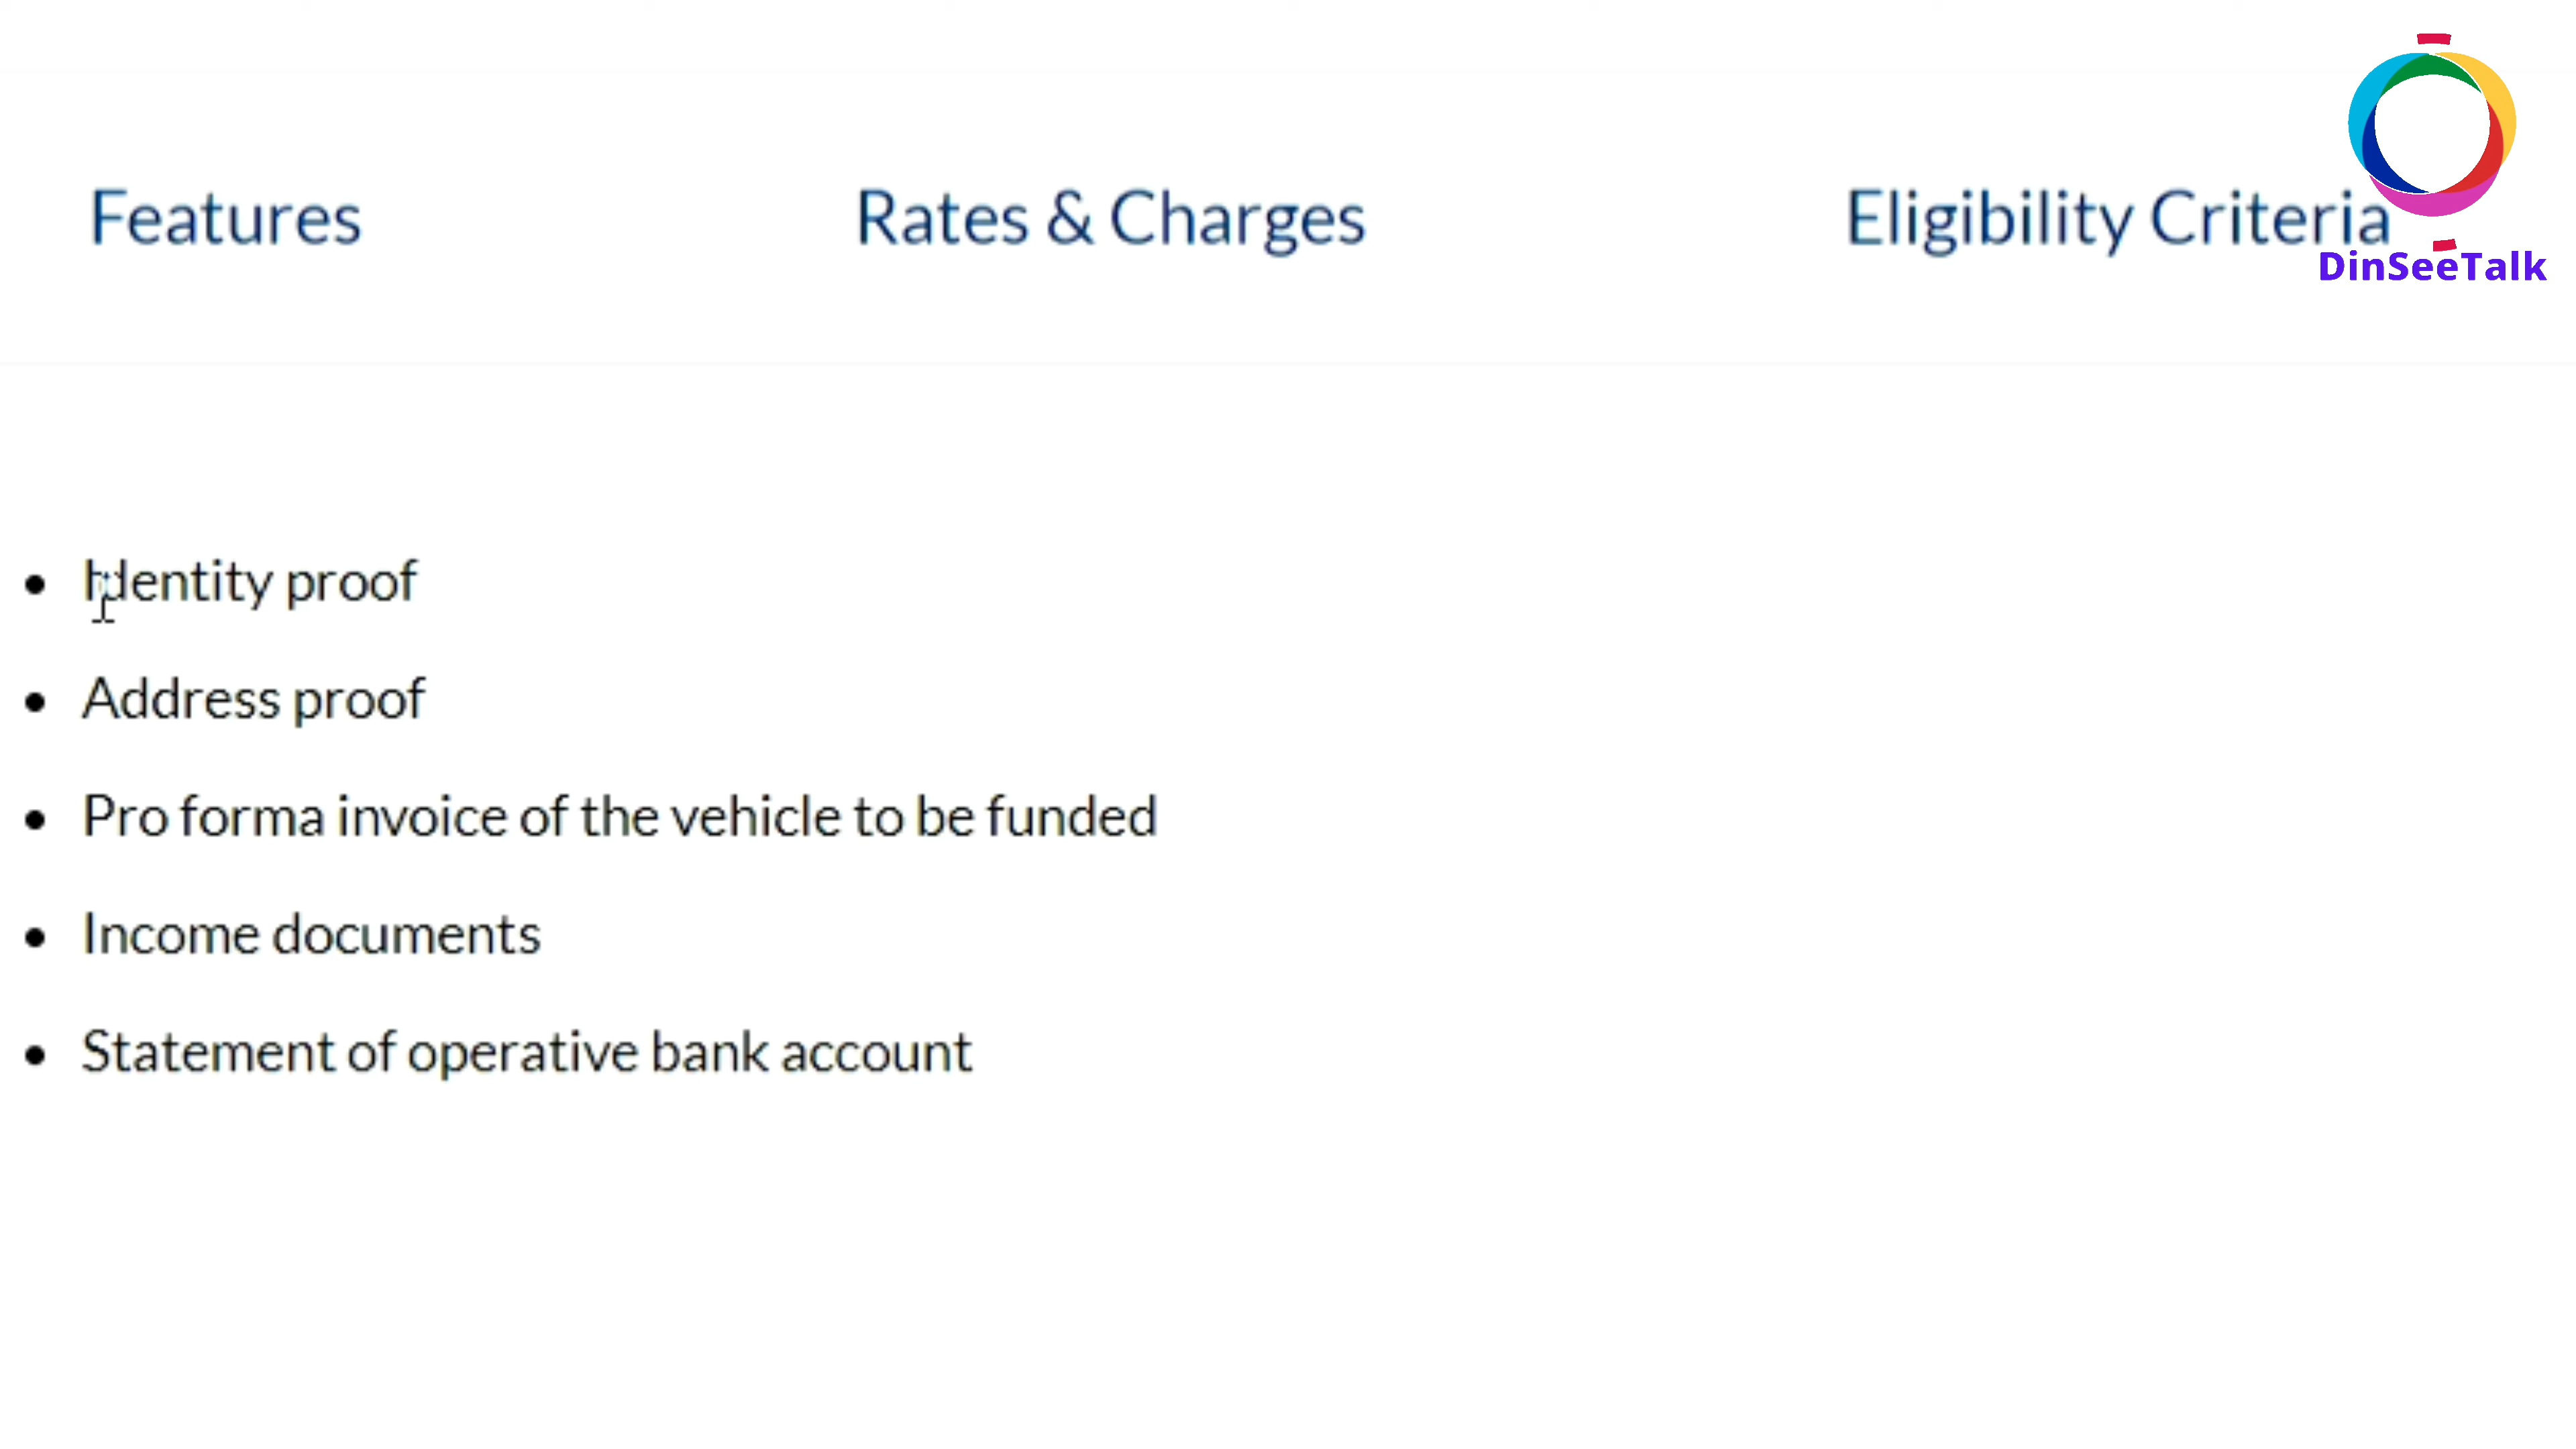 Features
Rates & Charges
Eligibility Criteria
DinSeeTalk
Identity proof
Address proof
Pro forma invoice of the vehicle to be funded
Income documents
Statement of operative bank account